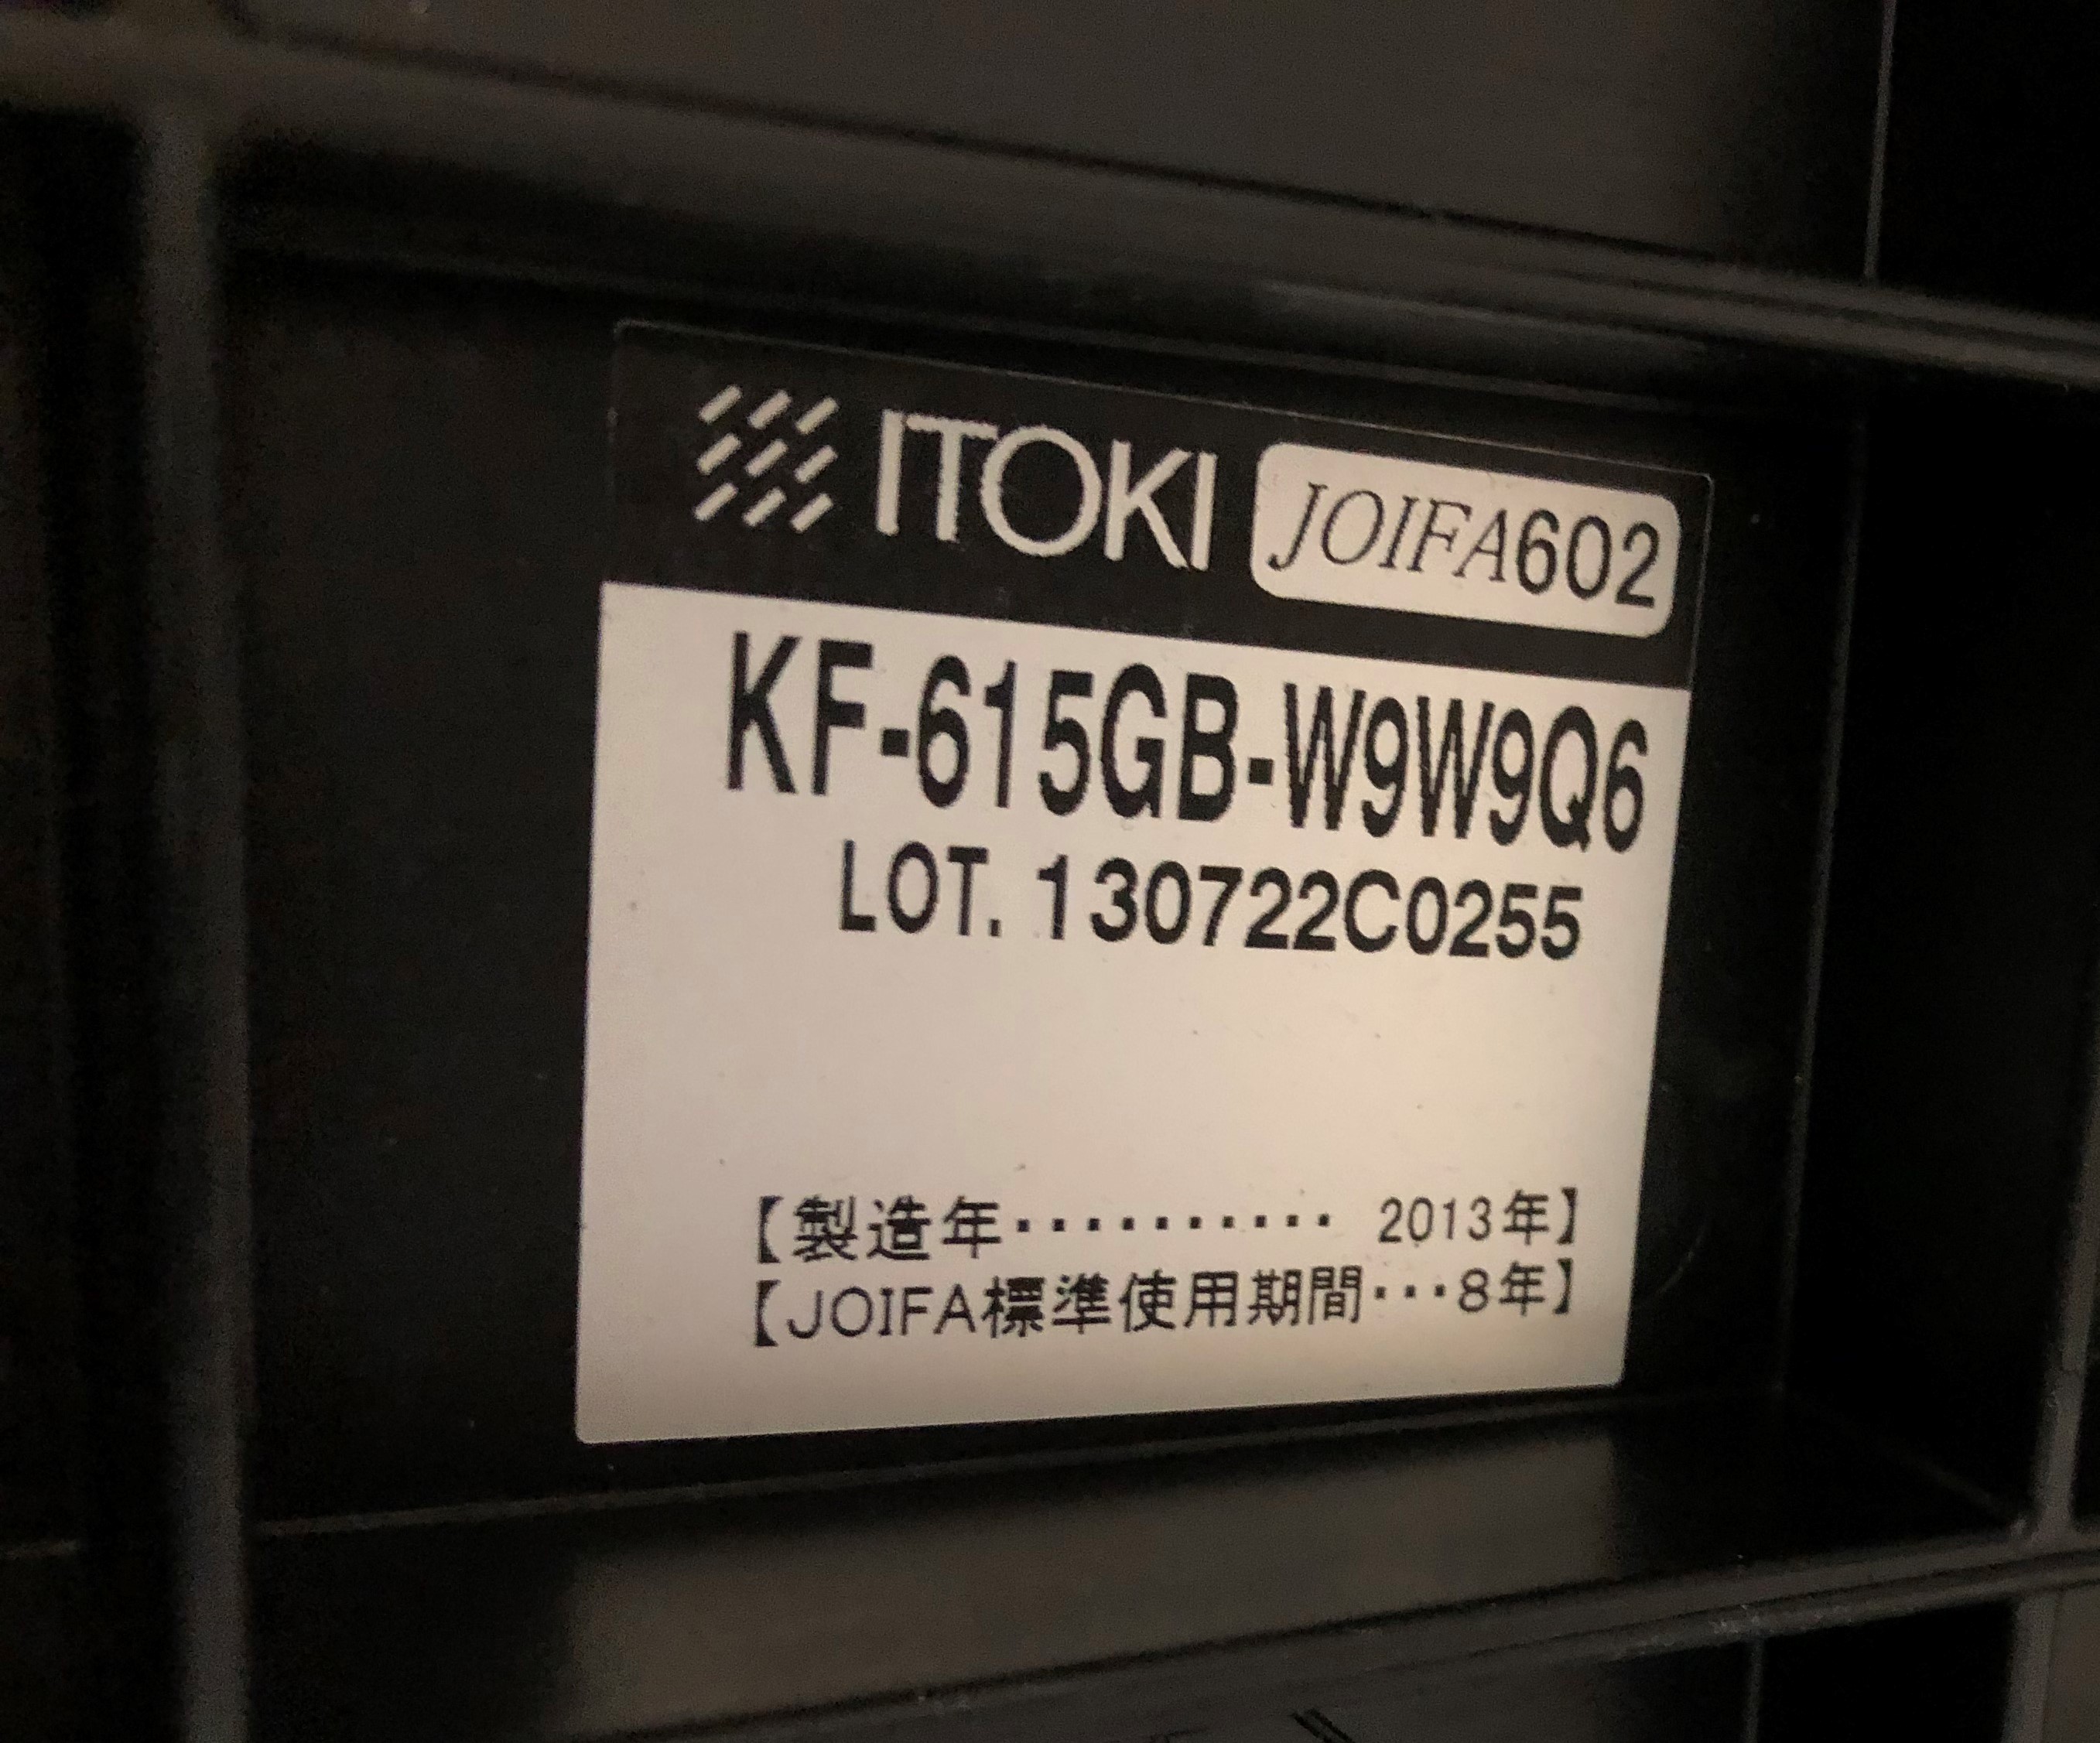 ITOKI JOIFA602
KF-615GB-W9W9Q6
LOT. 130722C0255
【製造年･･････････ 2013年】
【JOIFA標準使用期間･･･8年】